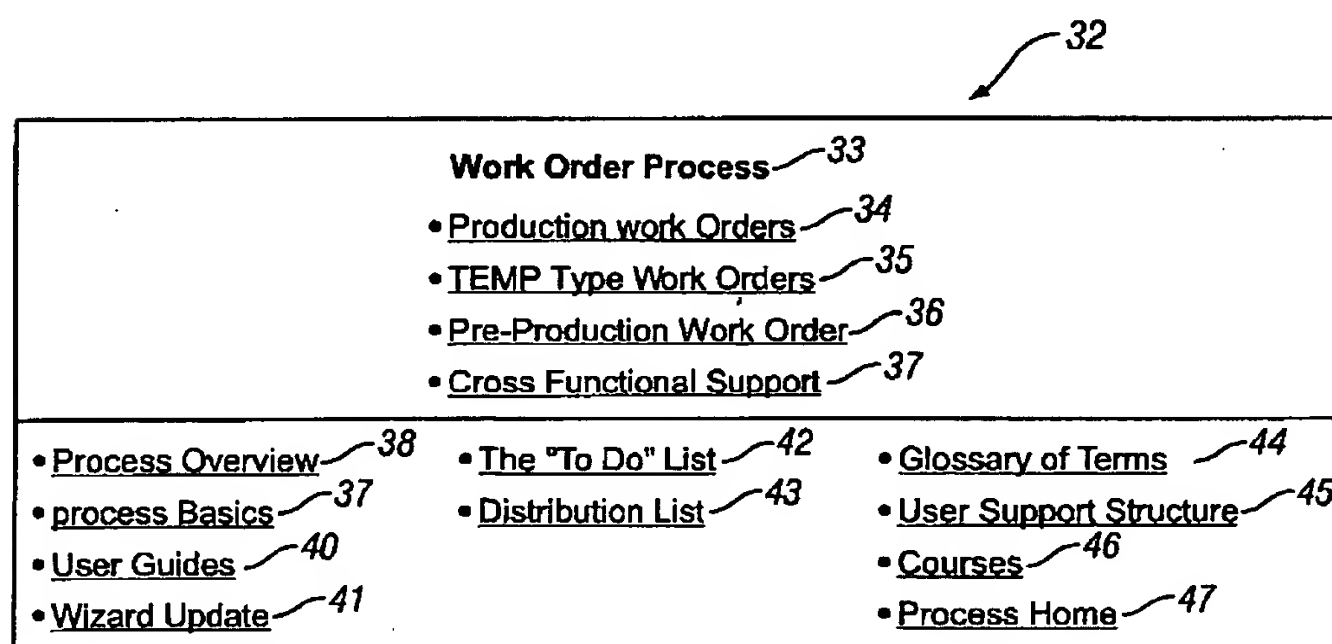 32
Work Order Process 33
• Production work Orders 34
• TEMP Type Work Orders 35
• Pre-Production Work Order 36
• Cross Functional Support 37
• Process Overview 38
• process Basics 37
• User Guides 40
• Wizard Update 41
• The "To Do" List 42
• Distribution List 43
• Glossary of Terms 44
• User Support Structure 45
• Courses 46
• Process Home 47